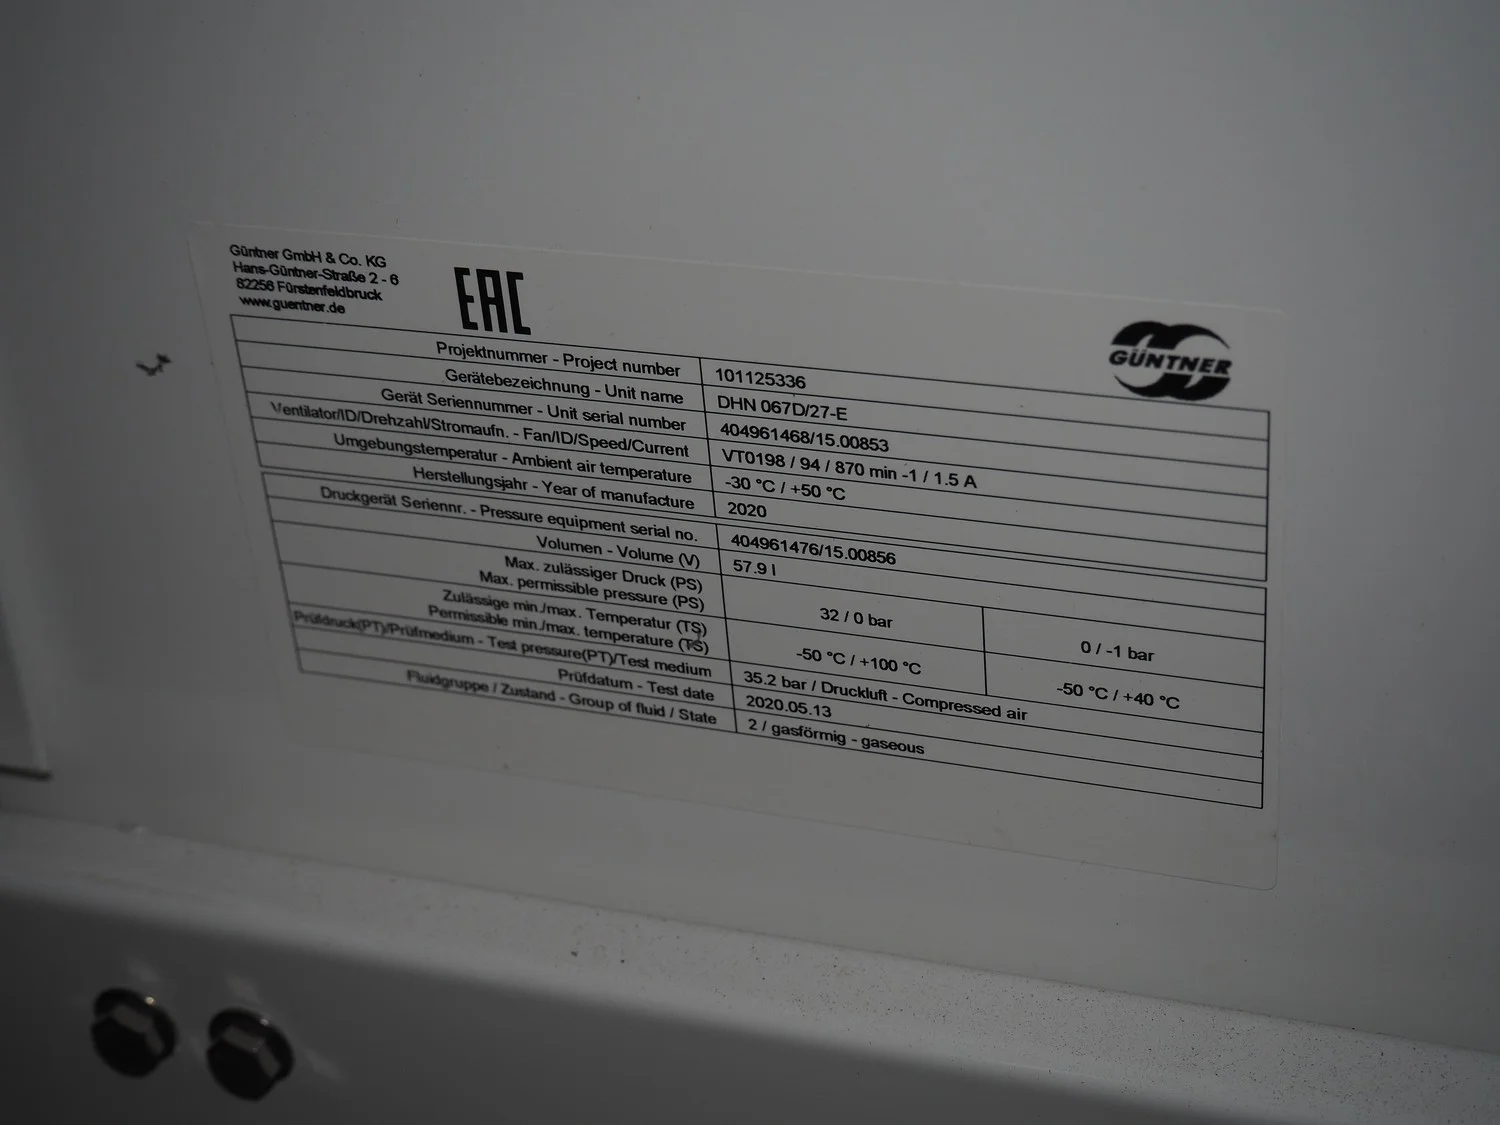 Güntner GmbH & Co. KG
Hans-Güntner-Straße 2 - 6
82256 Fürstenfeldbruck
www.guentner.de
EAC
GÜNTNER
Projektnummer - Project number 101125336
Gerätebezeichnung - Unit name DHN 067D/27-E
Gerät Seriennummer - Unit serial number 404961468/15.00853
Ventilator/ID/Drehzahl/Stromaufn. - Fan/ID/Speed/Current VT0198 / 94 / 870 min -1 / 1.5 A
Umgebungstemperatur - Ambient air temperature -30 °C / +50 °C
Herstellungsjahr - Year of manufacture 2020
Druckgerät Seriennr. - Pressure equipment serial no. 404961476/15.00856
Volumen - Volume (V) 57.9 l
Max. zulässiger Druck (PS)
Max. permissible pressure (PS) 32 / 0 bar 0 / -1 bar
Zulässige min./max. Temperatur (TS)
Permissible min./max. temperature (TS) -50 °C / +100 °C -50 °C / +40 °C
Prüfdruck(PT)/Prüfmedium - Test pressure(PT)/Test medium 35.2 bar / Druckluft - Compressed air
Prüfdatum - Test date 2020.05.13
Fluidgruppe / Zustand - Group of fluid / State 2 / gasförmig - gaseous